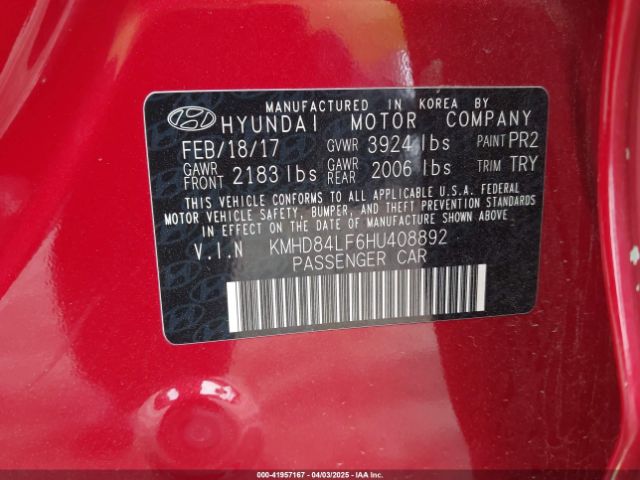 MANUFACTURED IN KOREA BY
HYUNDAI MOTOR COMPANY
FEB/18/17 GVWR 3924 lbs PAINT PR2
GAWR FRONT 2183 lbs GAWR REAR 2006 lbs TRIM TRY
THIS VEHICLE CONFORMS TO ALL APPLICABLE U.S.A. FEDERAL
MOTOR VEHICLE SAFETY, BUMPER, AND THEFT PREVENTION
STANDARDS IN EFFECT ON THE DATE OF MANUFACTURE SHOWN ABOVE.
V.I.N KMHD84LF6HU408892
PASSENGER CAR
000-41957167 - 04/03/2025 - IAA Inc.